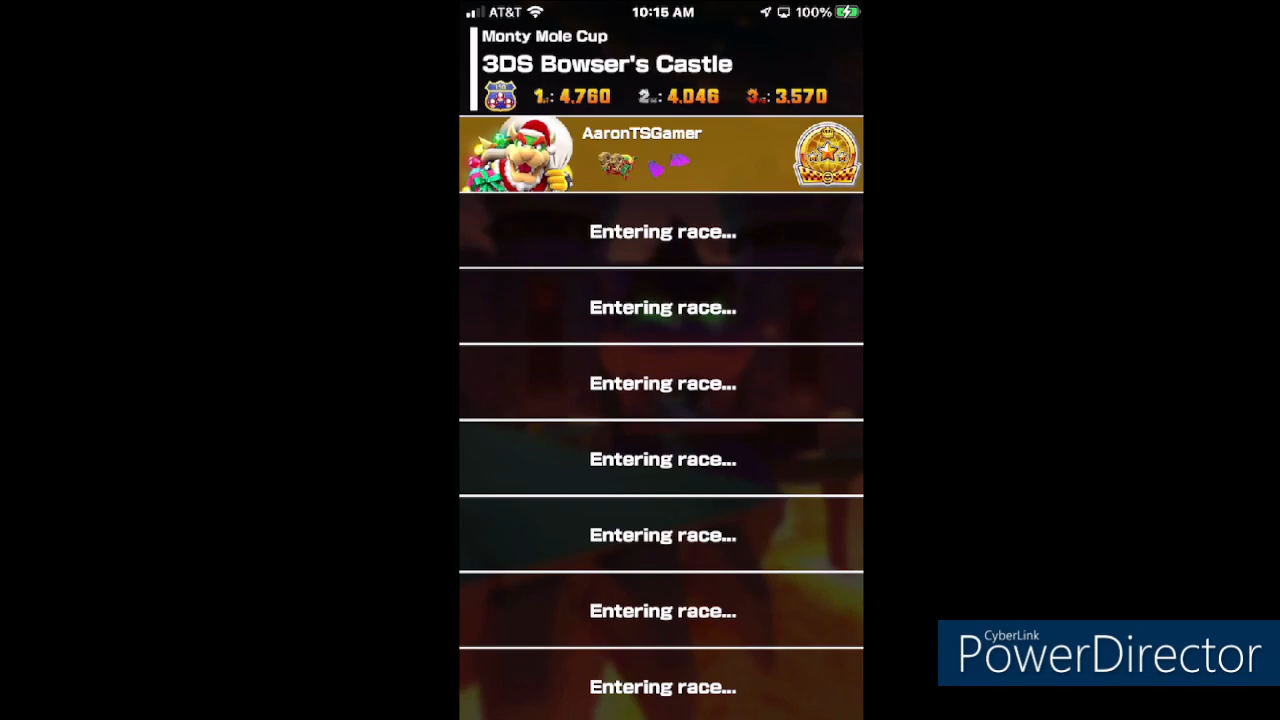 AT&T
10:15 AM
100%
Monty Mole Cup
3DS Bowser's Castle
1st: 4,760 2nd: 4,046 3rd: 3,570
AaronTSGamer
Entering race...
Entering race...
Entering race...
Entering race...
Entering race...
Entering race...
Entering race...
CyberLink
PowerDirector